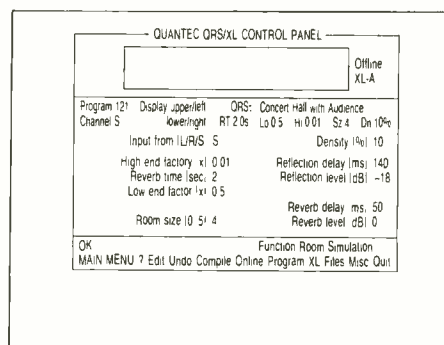 QUANTEC QRS/XL CONTROL PANEL
Offline
XL-A
Program 121 Display upper/left QRS: Concert Hall with Audience
Channel S lower/right RT 2.0s Lo 0.5 Hi 0.01 Sz 4 Dn 10%
Input from L/R/S S Density [%] 10
High end factory x| 0.01 Reflection delay [ms] 140
Reverb time [sec, 2 Reflection level [dB] -18
Low end factor [x] 0.5
Reverb delay ms, 50
Room size [0 5] 4 Reverb level dB] 0
OK Function Room Simulation
MAIN MENU ? Edit Undo Compile Online Program XL Files Misc Quit